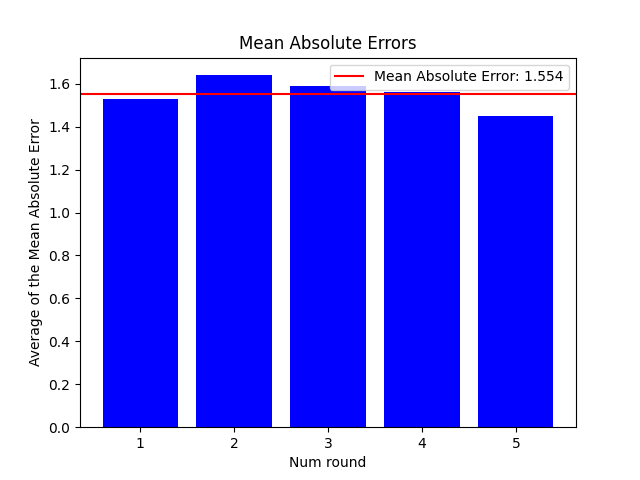 Mean Absolute Errors
Mean Absolute Error: 1.554
Average of the Mean Absolute Error
1.6
1.4
1.2
1.0
0.8
0.6
0.4
0.2
0.0
1 2 3 4 5
Num round